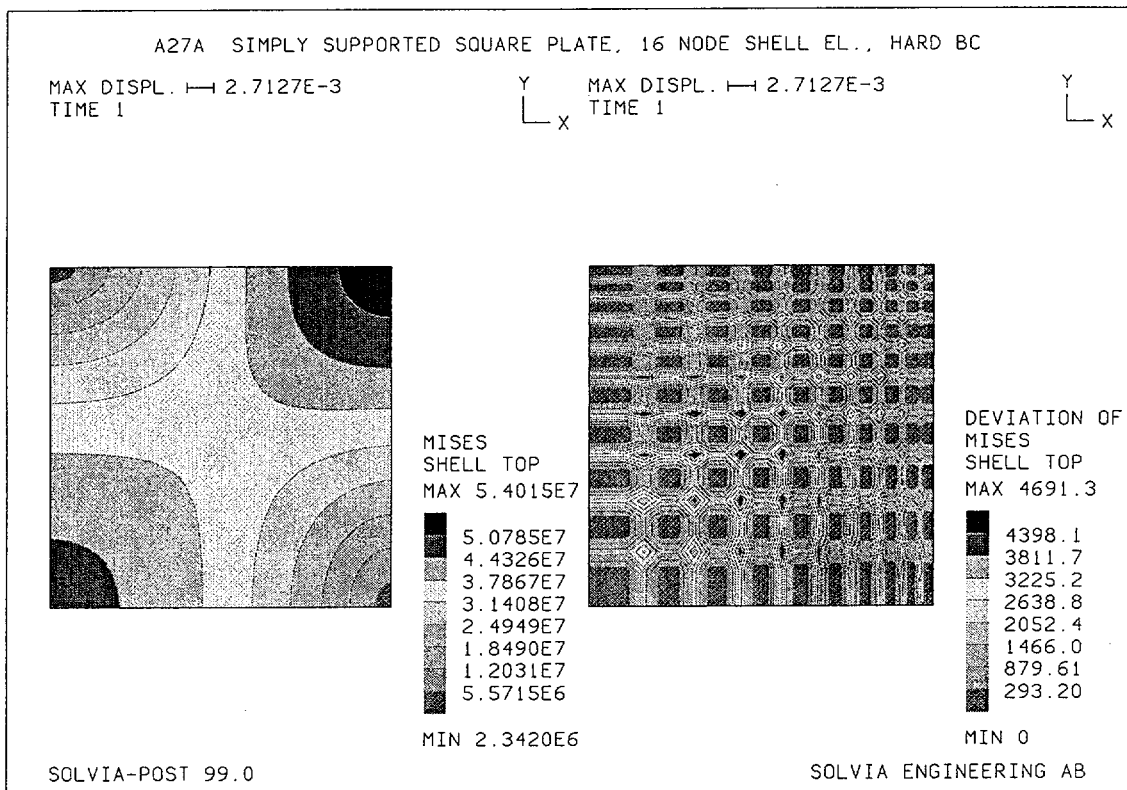 A27A SIMPLY SUPPORTED SQUARE PLATE, 16 NODE SHELL EL., HARD BC
MAX DISPL. 2.7127E-3
TIME 1
Y
X
MAX DISPL. 2.7127E-3
TIME 1
Y
X
MISES
SHELL TOP
MAX 5.4015E7
5.0785E7
4.4326E7
3.7867E7
3.1408E7
2.4949E7
1.8490E7
1.2031E7
5.5715E6
MIN 2.3420E6
DEVIATION OF
MISES
SHELL TOP
MAX 4691.3
4398.1
3811.7
3225.2
2638.8
2052.4
1466.0
879.61
293.20
MIN 0
SOLVIA-POST 99.0
SOLVIA ENGINEERING AB